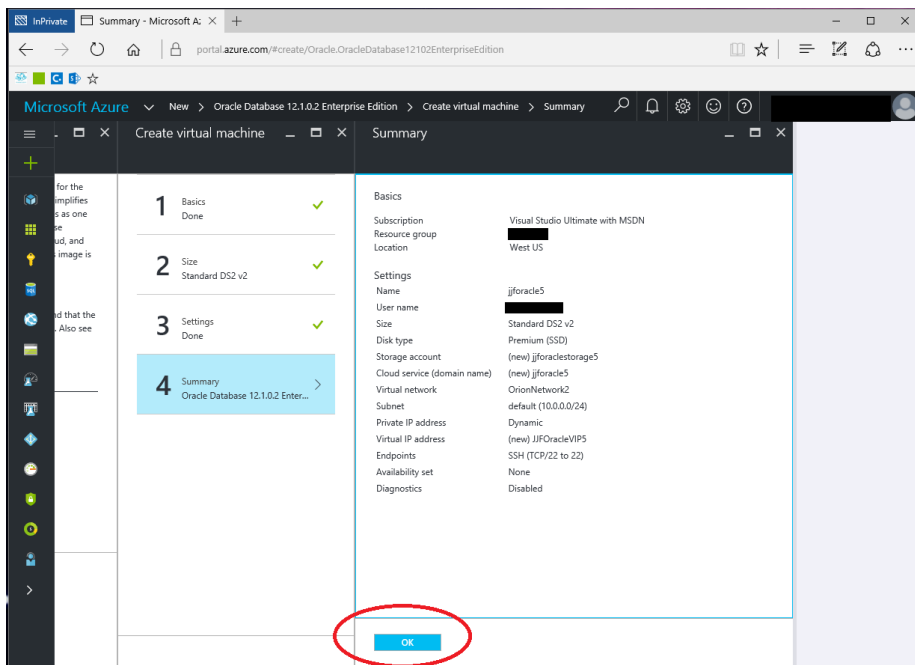 InPrivate
Summary - Microsoft A:
portal.azure.com/#create/Oracle.OracleDatabase12102EnterpriseEdition
Microsoft Azure New > Oracle Database 12.1.0.2 Enterprise Edition > Create virtual machine > Summary
for the
implifies
s as one
se
ud, and
image is
nd that the
. Also see
Create virtual machine
1 Basics
Done
2 Size
Standard DS2 v2
3 Settings
Done
4 Summary
Oracle Database 12.1.0.2 Enter...
Summary
Basics
Subscription Visual Studio Ultimate with MSDN
Resource group
Location West US
Settings
Name jjforacle5
User name
Size Standard DS2 v2
Disk type Premium (SSD)
Storage account (new) jjforaclestorage5
Cloud service (domain name) (new) jjforacle5
Virtual network OrionNetwork2
Subnet default (10.0.0.0/24)
Private IP address Dynamic
Virtual IP address (new) JJFOracleVIP5
Endpoints SSH (TCP/22 to 22)
Availability set None
Diagnostics Disabled
OK